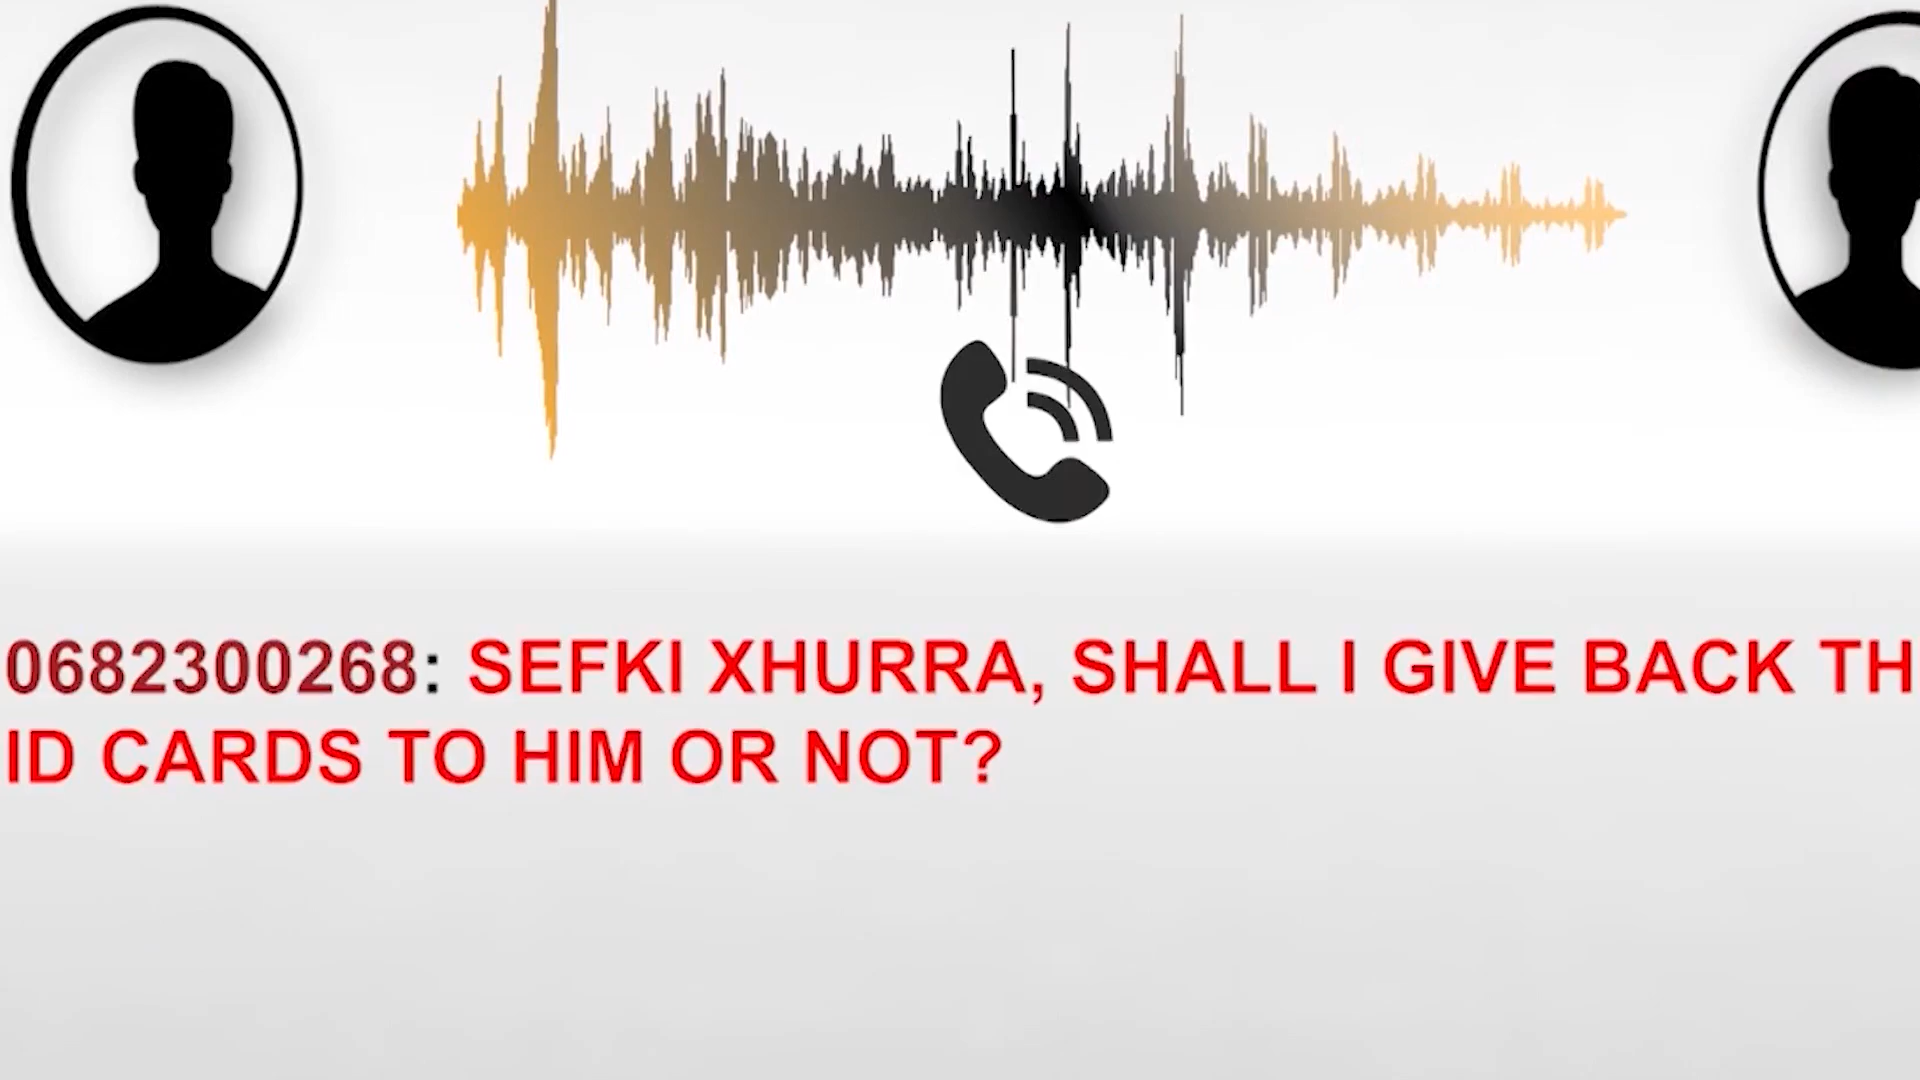 0682300268: SEFKI XHURRA, SHALL I GIVE BACK TH
ID CARDS TO HIM OR NOT?